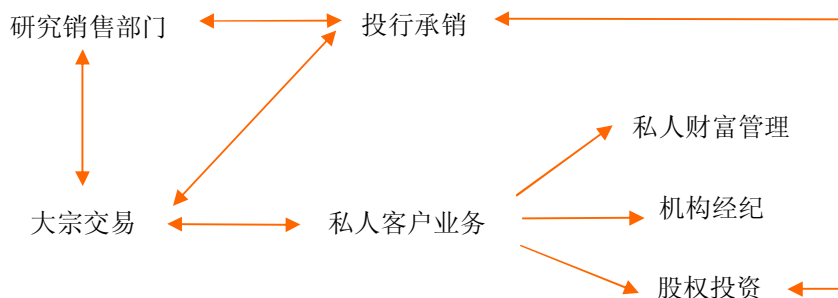 研究销售部门
投行承销
私人财富管理
大宗交易
私人客户业务
机构经纪
股权投资